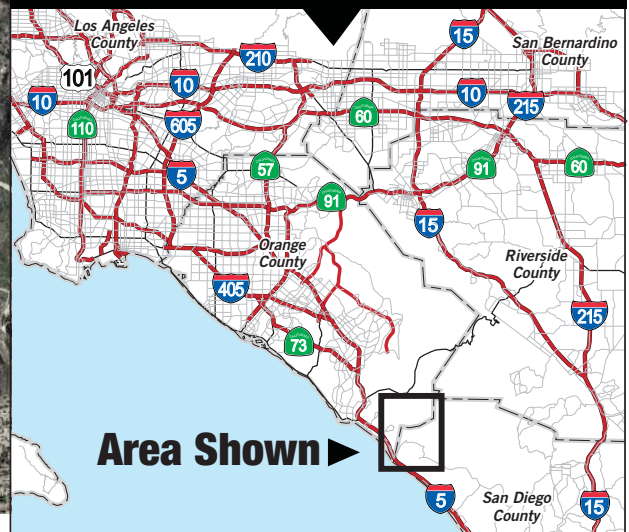 Los Angeles
County
15
210
San Bernardino
County
101
10
10
10
215
110
605
60
5
57
91
60
91
15
Orange
County
Riverside
County
405
215
73
Area Shown
5
San Diego
County
15